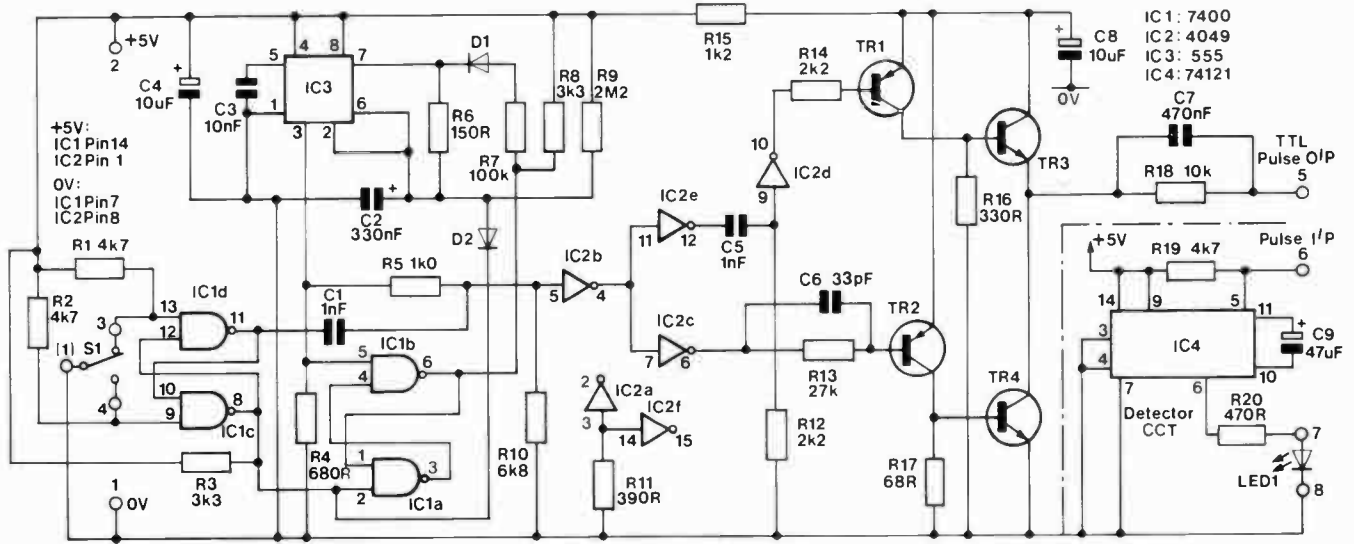 +5V
2
C4
10uF
C3
10nF
5
4
8
7
IC3
1
6
3
2
D1
R6
150R
R7
100k
R8
3k3
R9
2M2
+5V:
IC1 Pin14
IC2 Pin 1
0V:
IC1 Pin7
IC2 Pin8
C2
330nF
D2
R1 4k7
R2
4k7
3
[1] S1
4
13
12
IC1d
11
10
9
IC1c
8
R3
3k3
1
0V
R5 1k0
C1
1nF
IC1b
5
4
6
R4
680R
1
2
3
IC1a
R10
6k8
IC2b
5
4
IC2e
11
12
C5
1nF
IC2c
7
6
2
IC2a
3
IC2f
14
15
R11
390R
R15
1k2
R14
2k2
TR1
10
IC2d
9
C6 33pF
R13
27k
R12
2k2
TR2
R16
330R
R17
68R
TR3
TR4
C8
10uF
0V
IC1: 7400
IC2: 4049
IC3: 555
IC4: 74121
C7
470nF
R18 10k
TTL
Pulse O/P
5
+5V
R19 4k7
Pulse I/P
6
14
9
5
11
3
4
IC4
C9
47uF
10
7
6
Detector
CCT
R20
470R
7
LED1
8